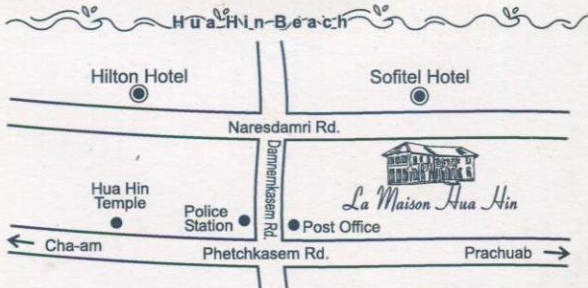 Hua Hin Beach
Hilton Hotel
Sofitel Hotel
Naresdamri Rd.
Damnernkasem Rd.
La Maison Hua Hin
Hua Hin
Temple
Police
Station
Post Office
Cha-am
Phetchkasem Rd.
Prachuab